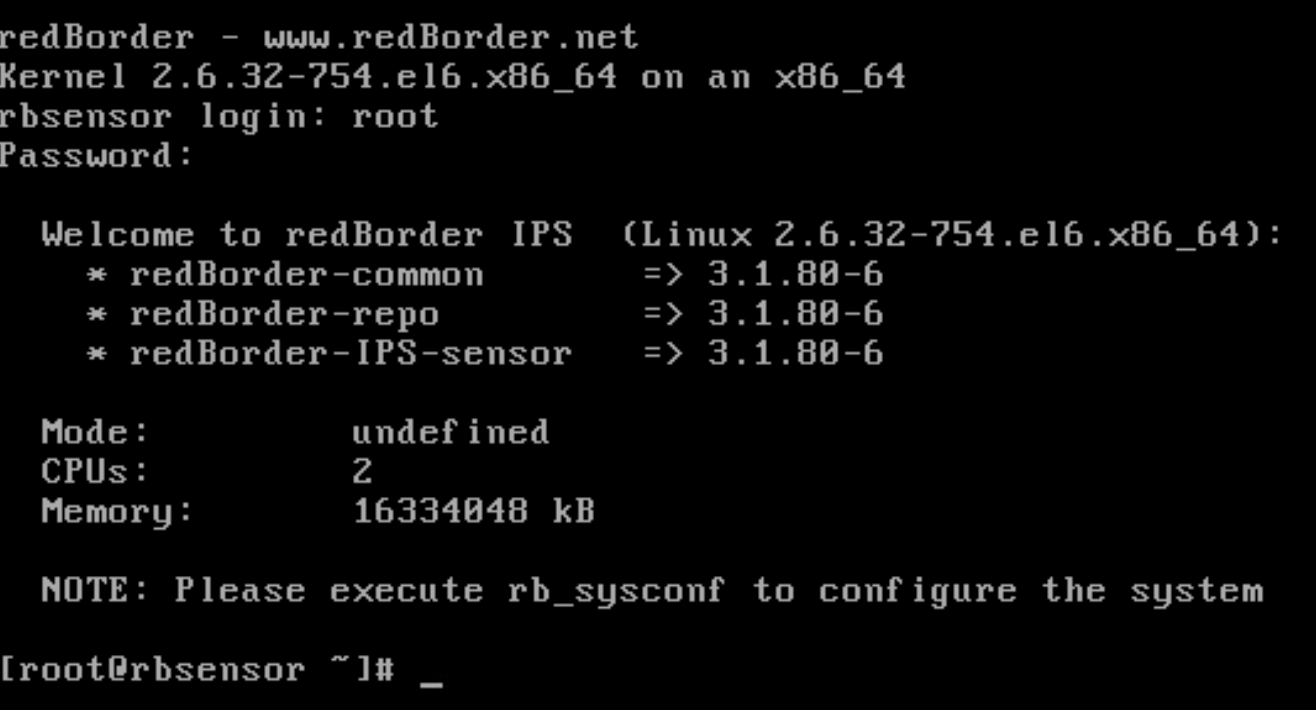 redBorder - www.redBorder.net
Kernel 2.6.32-754.el6.x86_64 on an x86_64
rbsensor login: root
Password:
Welcome to redBorder IPS (Linux 2.6.32-754.el6.x86_64):
* redBorder-common => 3.1.80-6
* redBorder-repo => 3.1.80-6
* redBorder-IPS-sensor => 3.1.80-6
Mode: undefined
CPUs: 2
Memory: 16334048 kB
NOTE: Please execute rb_sysconf to configure the system
[root@rbsensor ~]# _